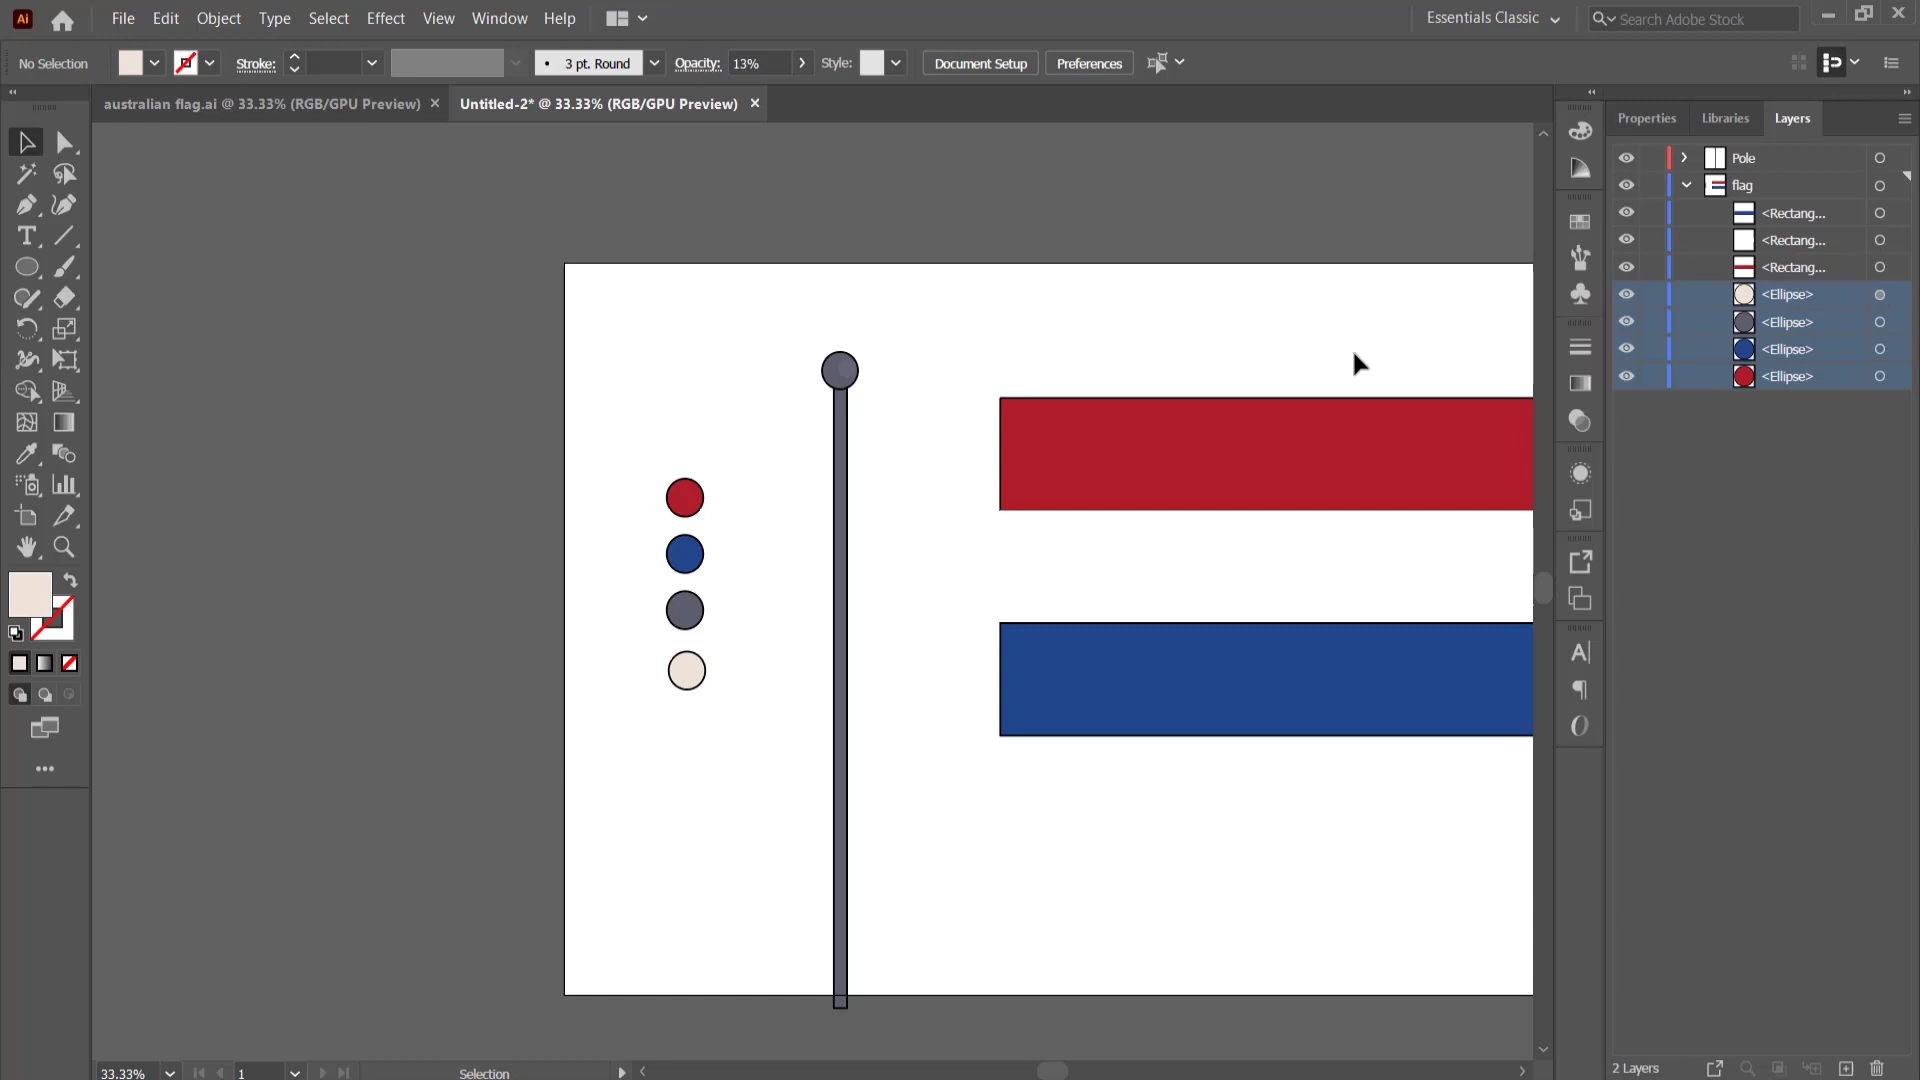 Ai
File Edit Object Type Select Effect View Window Help
Essentials Classic
Search Adobe Stock
No Selection
Stroke:
3 pt. Round
Opacity: 13%
Style:
Document Setup
Preferences
australian flag.ai @ 33.33% (RGB/GPU Preview)
Untitled-2* @ 33.33% (RGB/GPU Preview)
Properties Libraries Layers
Pole
flag
<Rectang...
<Rectang...
<Rectang...
<Ellipse>
<Ellipse>
<Ellipse>
<Ellipse>
33.33%
1
Selection
2 Layers